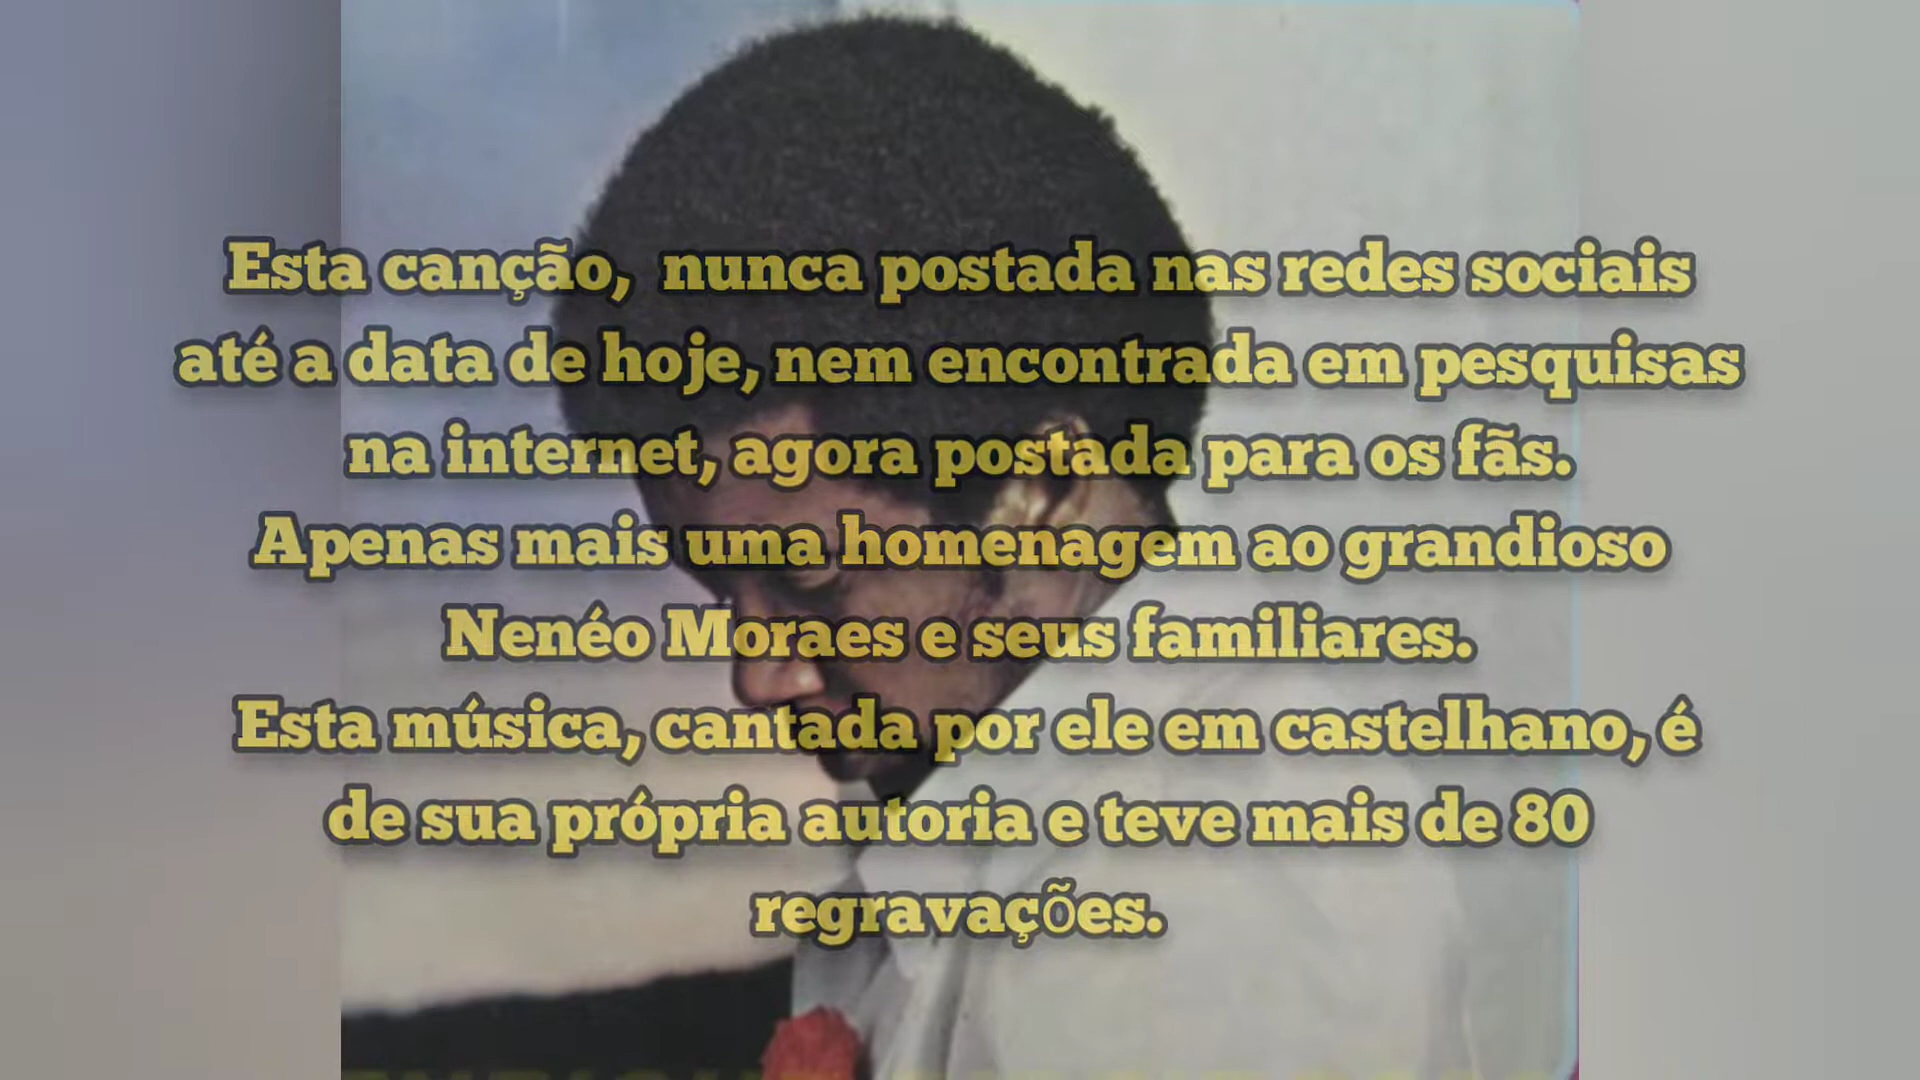 Esta canção, nunca postada nas redes sociais
até a data de hoje, nem encontrada em pesquisas
na internet, agora postada para os fãs.
Apenas mais uma homenagem ao grandioso
Nenéo Moraes e seus familiares.
Esta música, cantada por ele em castelhano, é
de sua própria autoria e teve mais de 80
regravações.